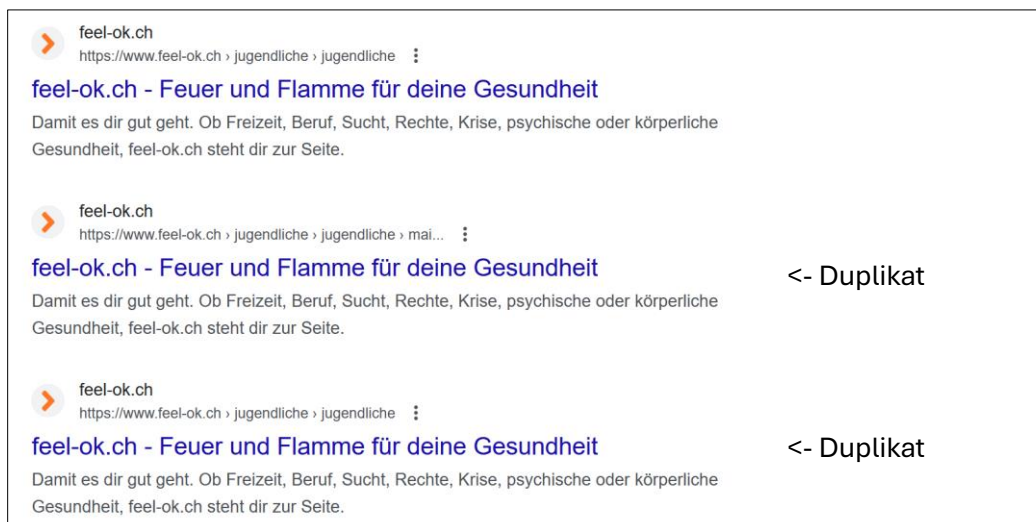 feel-ok.ch
https://www.feel-ok.ch › jugendliche › jugendliche
feel-ok.ch - Feuer und Flamme für deine Gesundheit
Damit es dir gut geht. Ob Freizeit, Beruf, Sucht, Rechte, Krise, psychische oder körperliche
Gesundheit, feel-ok.ch steht dir zur Seite.
feel-ok.ch
https://www.feel-ok.ch › jugendliche › jugendliche › mai...
feel-ok.ch - Feuer und Flamme für deine Gesundheit
<- Duplikat
Damit es dir gut geht. Ob Freizeit, Beruf, Sucht, Rechte, Krise, psychische oder körperliche
Gesundheit, feel-ok.ch steht dir zur Seite.
feel-ok.ch
https://www.feel-ok.ch › jugendliche › jugendliche
feel-ok.ch - Feuer und Flamme für deine Gesundheit
<- Duplikat
Damit es dir gut geht. Ob Freizeit, Beruf, Sucht, Rechte, Krise, psychische oder körperliche
Gesundheit, feel-ok.ch steht dir zur Seite.